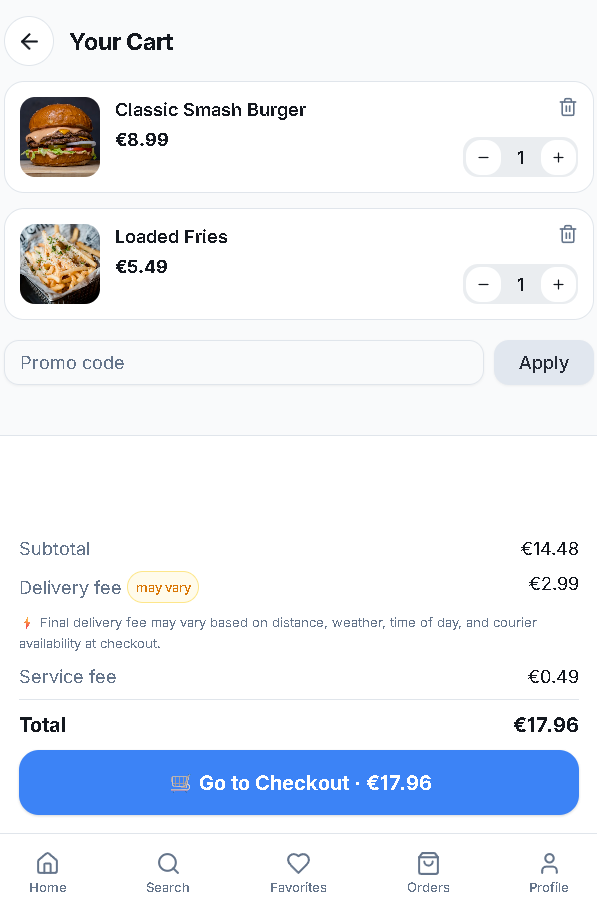 Your Cart
Classic Smash Burger
€8.99
1
Loaded Fries
€5.49
1
Promo code
Apply
Subtotal
€14.48
Delivery fee may vary
€2.99
Final delivery fee may vary based on distance, weather, time of day, and courier
availability at checkout.
Service fee
€0.49
Total
€17.96
Go to Checkout · €17.96
Home
Search
Favorites
Orders
Profile